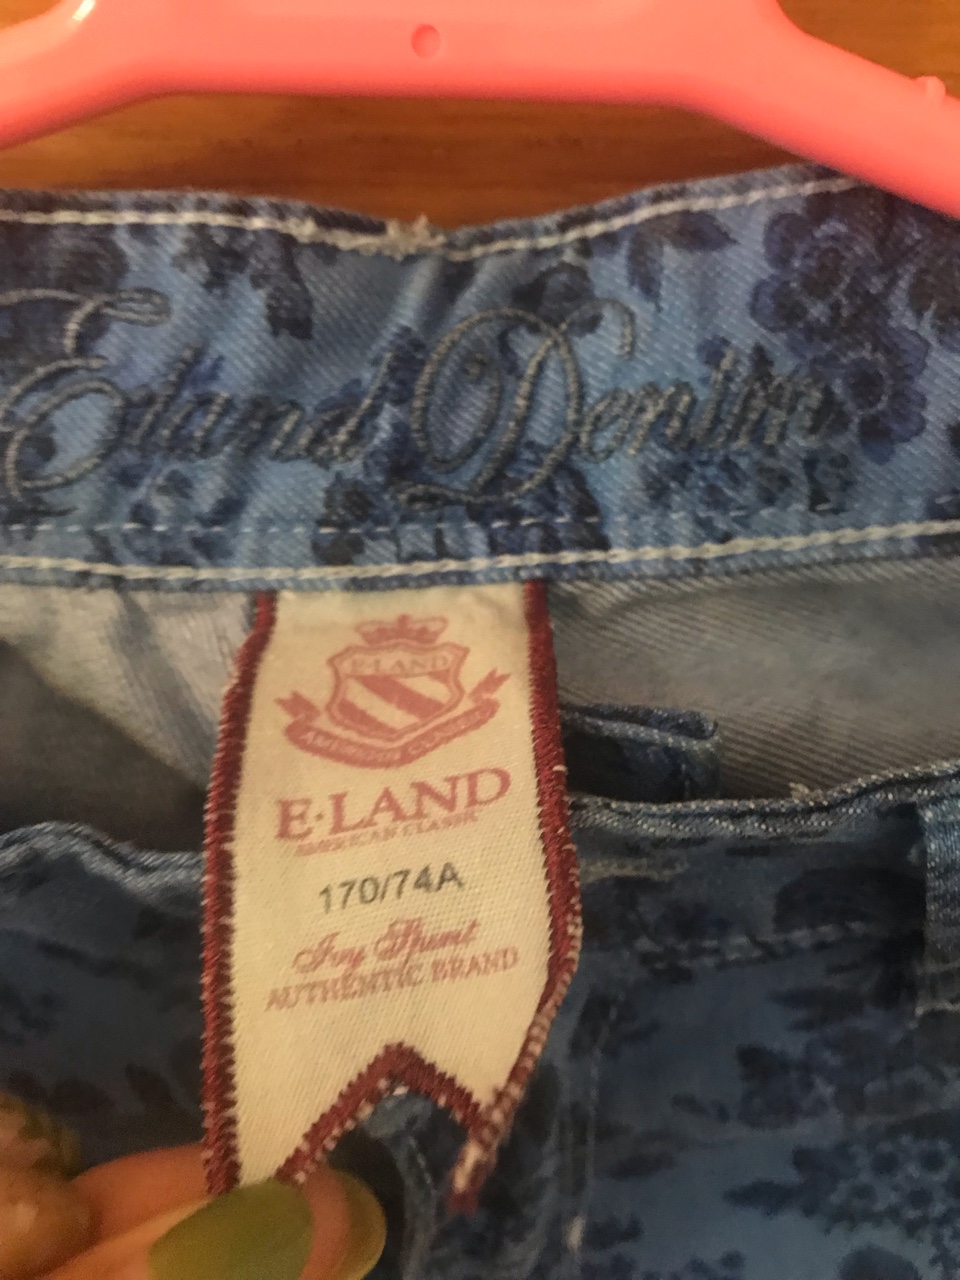 Eland Denim
E·LAND
AMERICAN CLASSIC
E·LAND
AMERICAN CLASSIC
170/74A
Ivy Spirit
AUTHENTIC BRAND